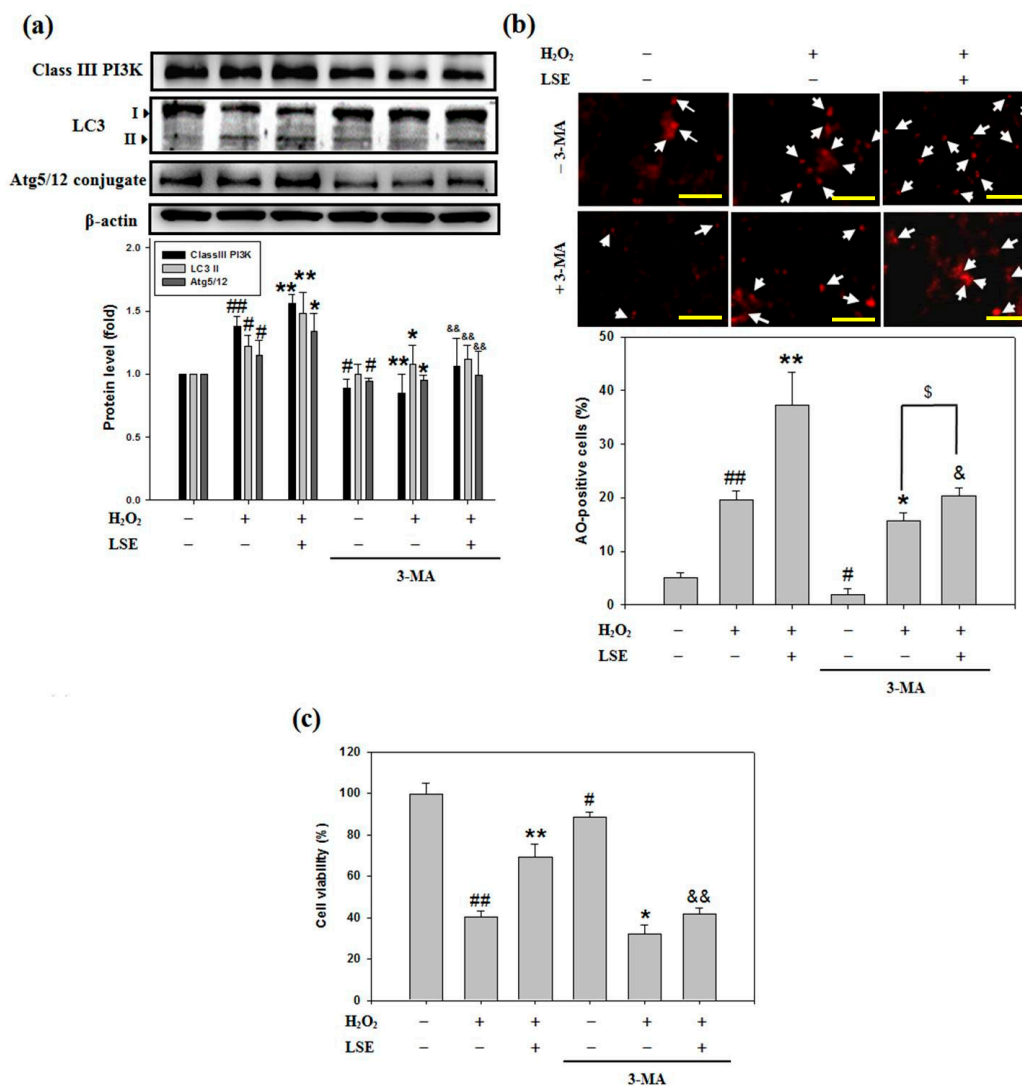 (a)
Class III PI3K
LC3
I
II
Atg5/12 conjugate
β-actin
2.0
1.5
1.0
0.5
0.0
Protein level (fold)
ClassIII PI3K
LC3 II
Atg5/12
##
#
#
**
**
*
#
#
**
*
*
&&
&&
&&
H₂O₂ – + + – + +
LSE – – + – – +
3-MA
(b)
H₂O₂ – + +
LSE – – +
– 3-MA
+ 3-MA
50
40
30
20
10
0
AO-positive cells (%)
##
**
#
*
$
&
H₂O₂ – + + – + +
LSE – – + – – +
3-MA
(c)
120
100
80
60
40
20
0
Cell viability (%)
##
**
#
*
&&
H₂O₂ – + + – + +
LSE – – + – – +
3-MA